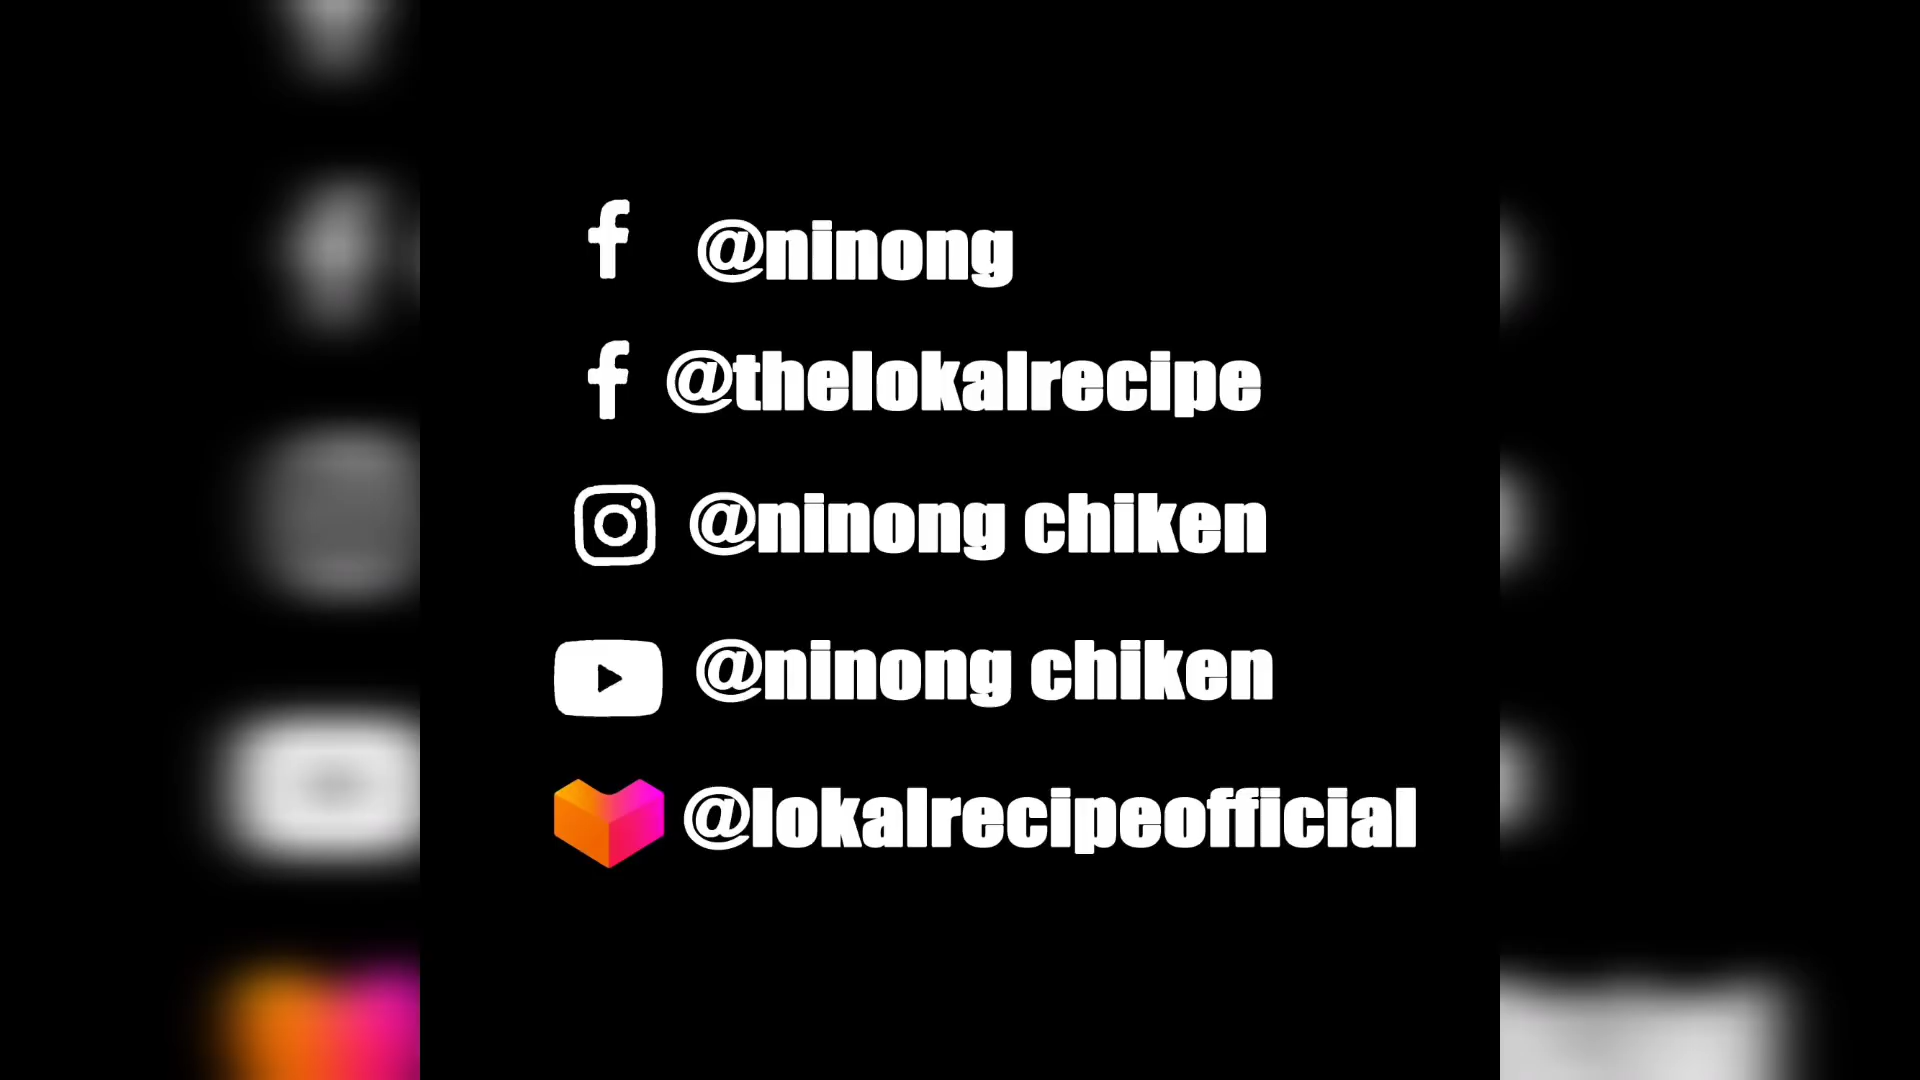 @ninong
@thelokalrecipe
@ninong chiken
@ninong chiken
@lokalrecipeofficial